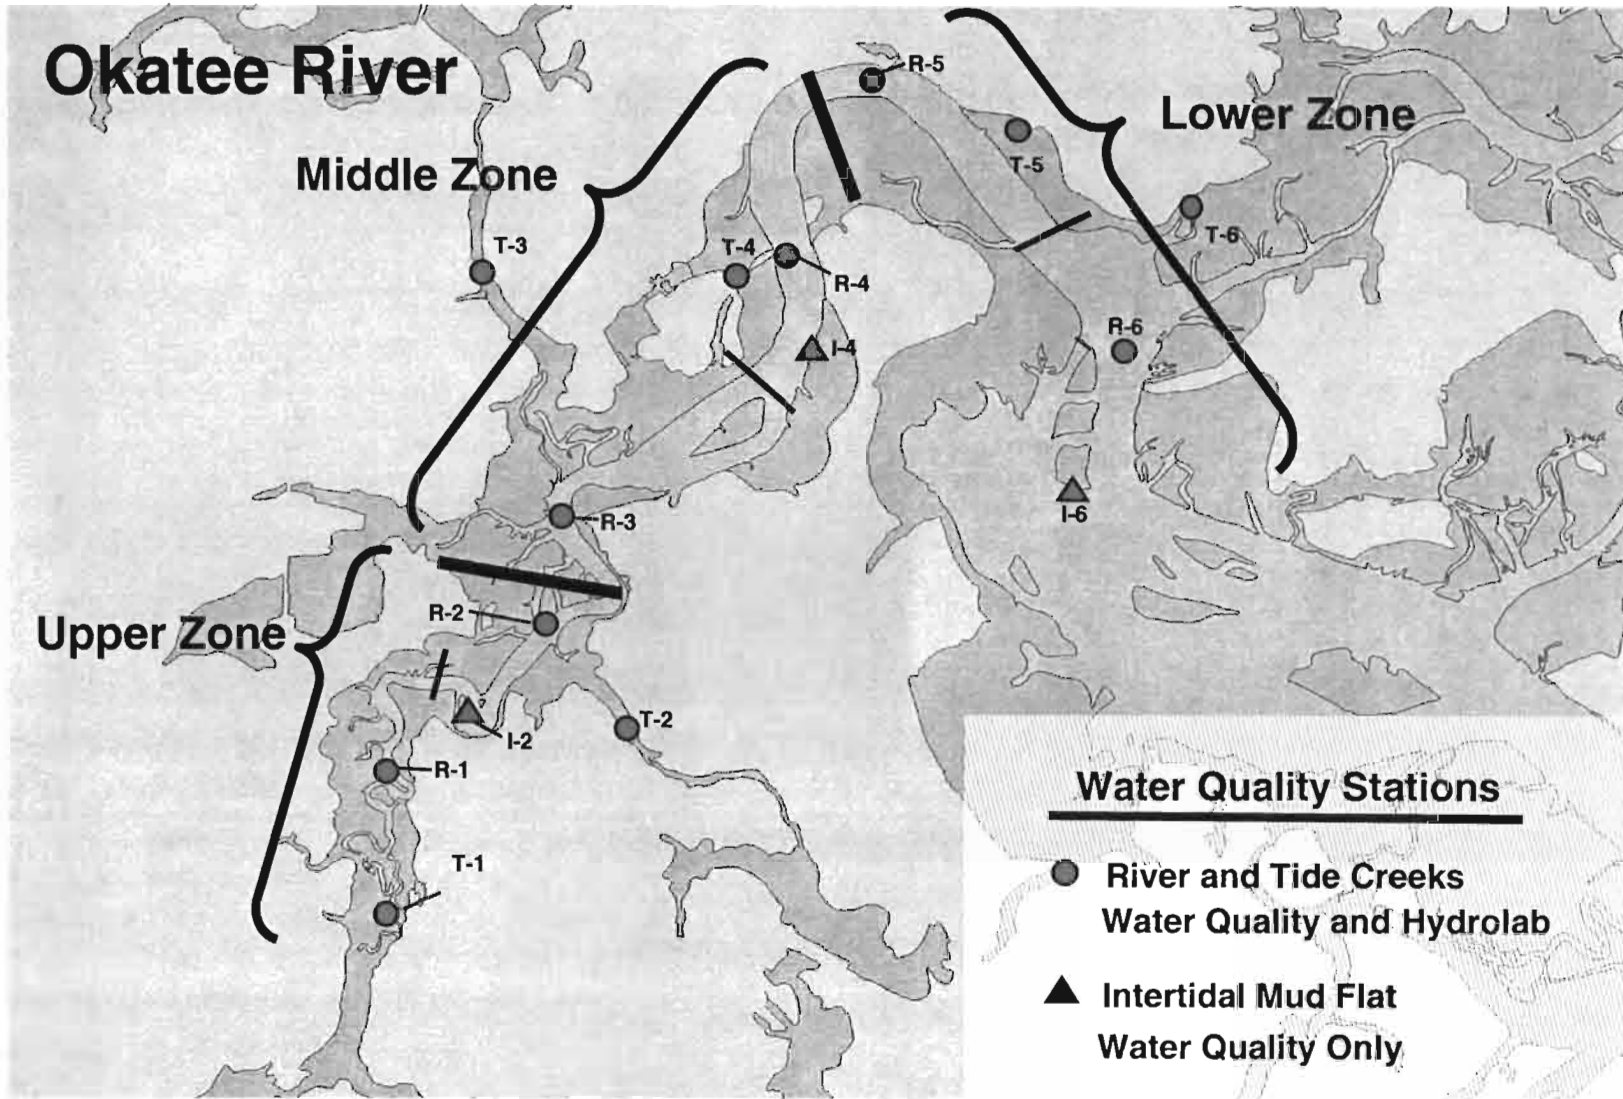 Okatee River
R-5
Lower Zone
Middle Zone
T-5
T-3
T-4
T-6
R-4
R-6
I-4
I-6
R-3
Upper Zone
R-2
T-2
I-2
R-1
T-1
Water Quality Stations
River and Tide Creeks
Water Quality and Hydrolab
Intertidal Mud Flat
Water Quality Only